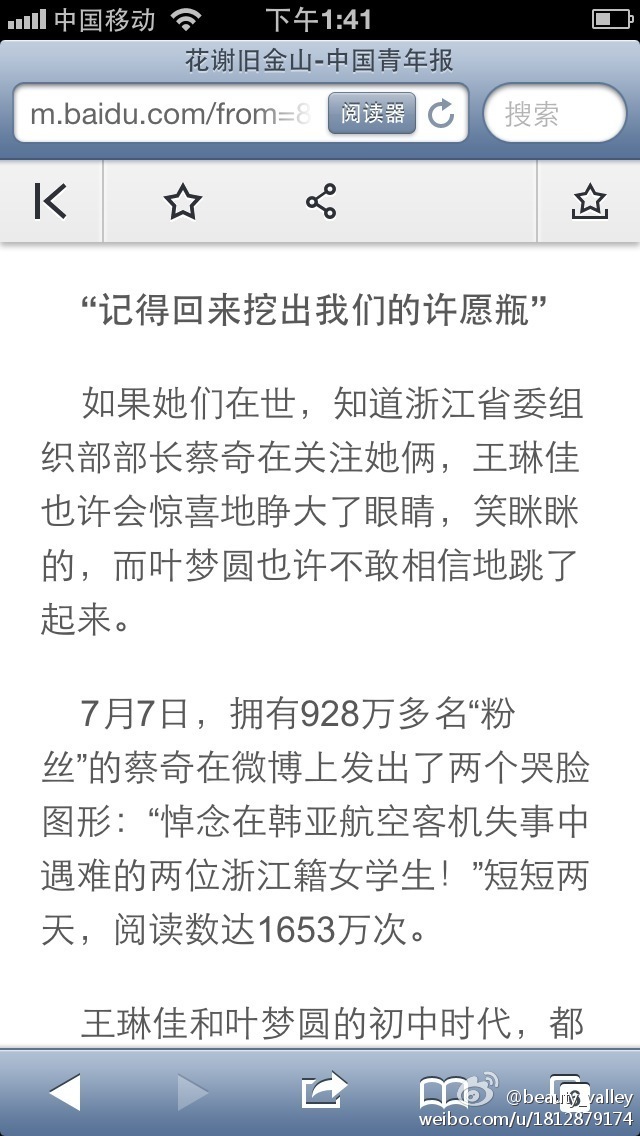 中国移动 下午1:41
花谢旧金山-中国青年报
m.baidu.com/from=8 阅读器 搜索
“记得回来挖出我们的许愿瓶”
如果她们在世，知道浙江省委组
织部部长蔡奇在关注她俩，王琳佳
也许会惊喜地睁大了眼睛，笑眯眯
的，而叶梦圆也许不敢相信地跳了
起来。
7月7日，拥有928万多名“粉
丝”的蔡奇在微博上发出了两个哭脸
图形：“悼念在韩亚航空客机失事中
遇难的两位浙江籍女学生！”短短两
天，阅读数达1653万次。
王琳佳和叶梦圆的初中时代，都
2
@beautysvalley
weibo.com/u/1812879174